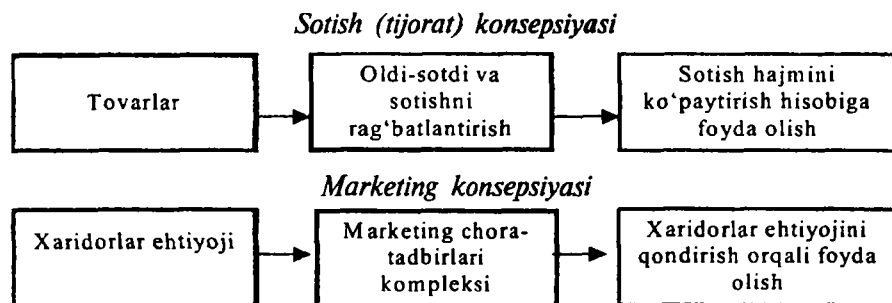 Sotish (tijorat) konsepsiyasi
Tovarlar
Oldi-sotdi va
sotishni
rag‘batlantirish
Sotish hajmini
ko‘paytirish hisobiga
foyda olish
Marketing konsepsiyasi
Xaridorlar ehtiyoji
Marketing chora-
tadbirlari
kompleksi
Xaridorlar ehtiyojini
qondirish orqali foyda
olish